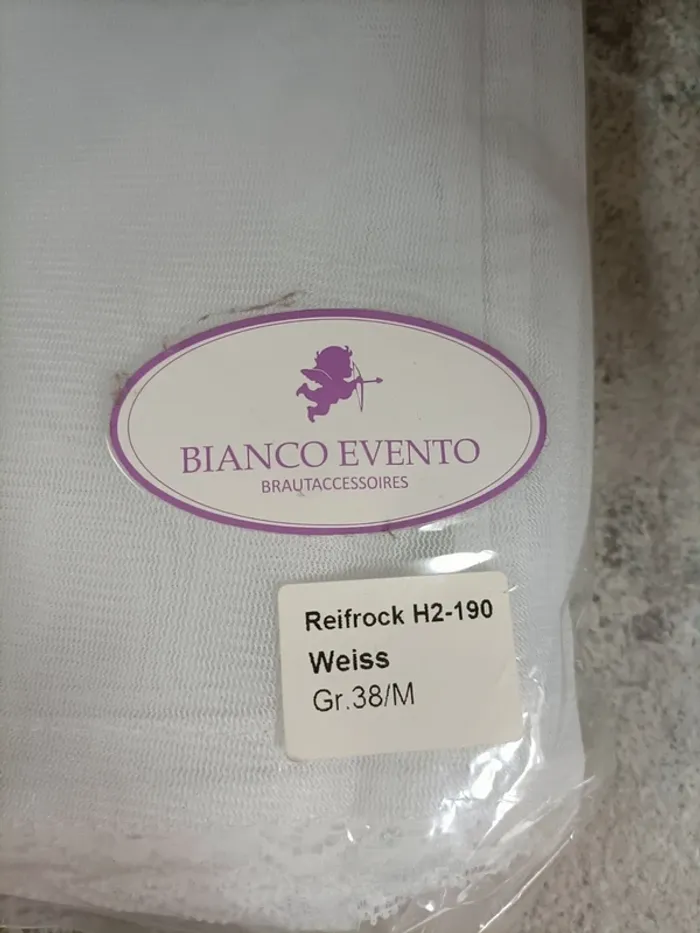 BIANCO EVENTO
BRAUTACCESSOIRES
Reifrock H2-190
Weiss
Gr.38/M